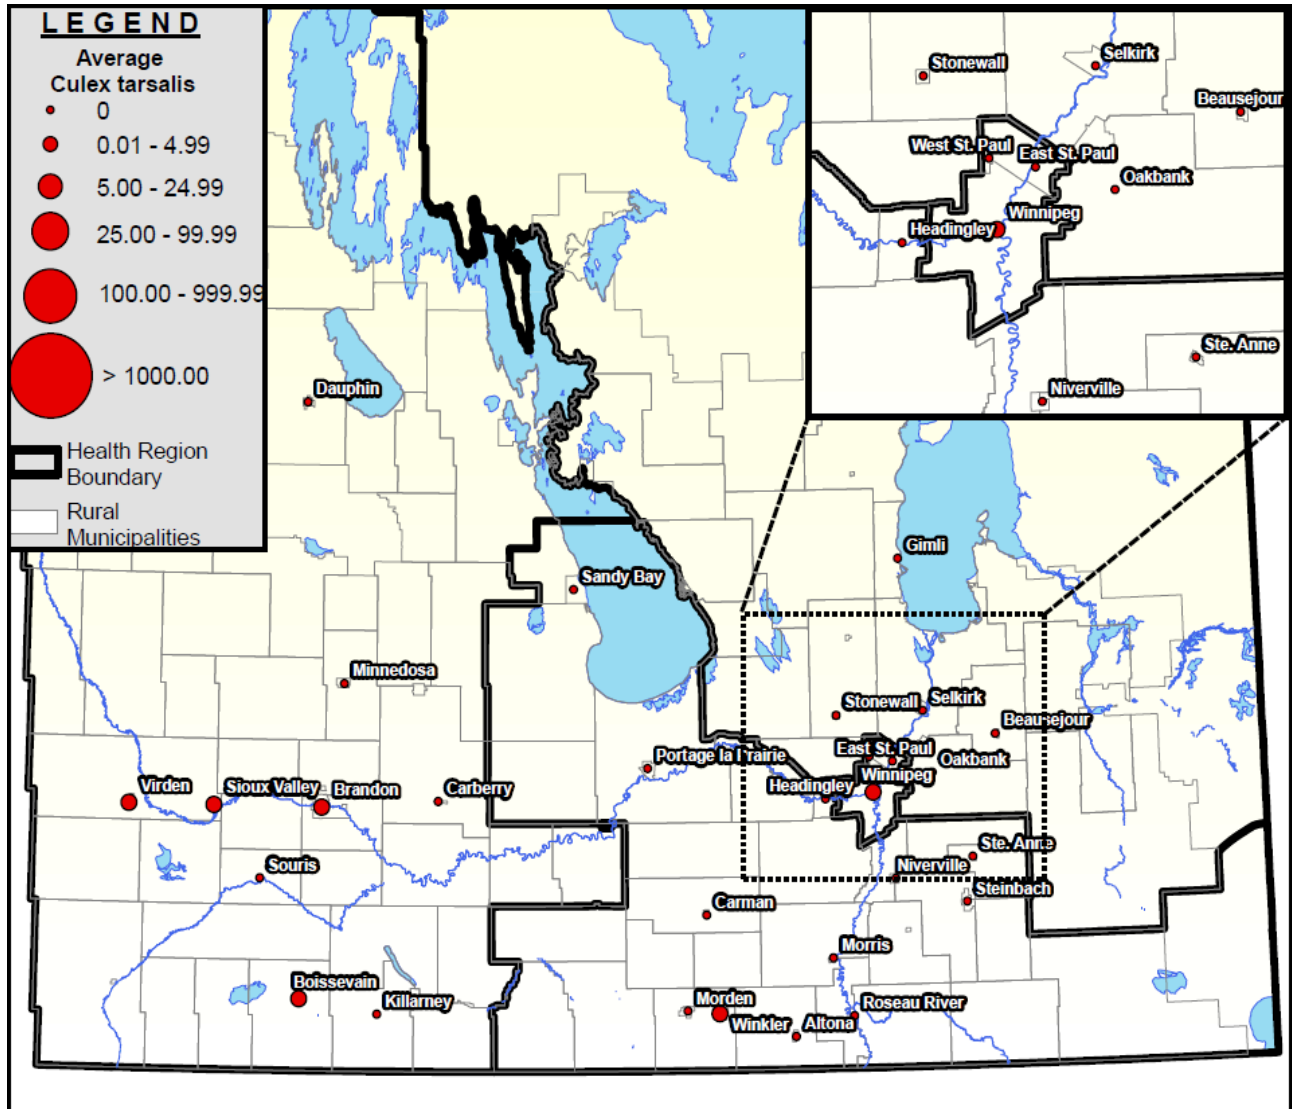 LEGEND
Average
Culex tarsalis
0
0.01 - 4.99
5.00 - 24.99
25.00 - 99.99
100.00 - 999.99
> 1000.00
Health Region
Boundary
Rural
Municipalities
Stonewall
Selkirk
Beausejour
West St. Paul
East St. Paul
Oakbank
Winnipeg
Headingley
Ste. Anne
Niverville
Dauphin
Gimli
Sandy Bay
Minnedosa
Stonewall
Selkirk
Beausejour
Portage la Prairie
East St. Paul
Oakbank
Winnipeg
Headingley
Virden
Sioux Valley
Brandon
Carberry
Souris
Ste. Anne
Niverville
Steinbach
Carman
Morris
Boissevain
Killarney
Morden
Winkler
Altona
Roseau River